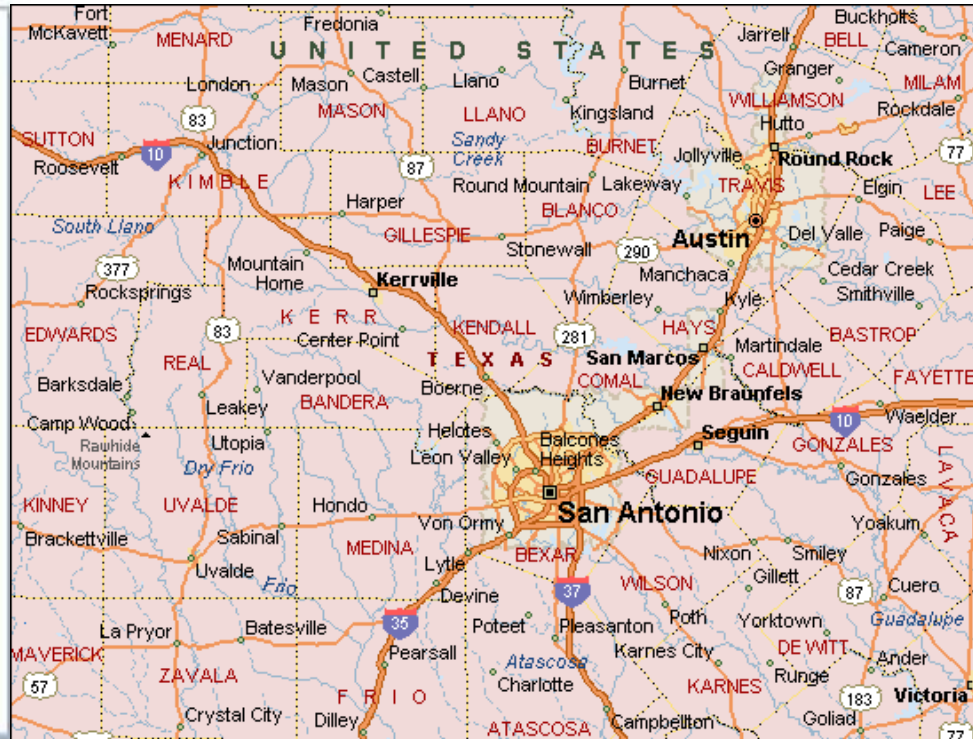 Fort
McKavett
MENARD
Fredonia
Buckholts
Jarrell
BELL
Cameron
UNITED STATES
London
Mason
Castell
Llano
Burnet
Granger
MILAM
MASON
LLANO
Kingsland
WILLIAMSON
Rockdale
83
Hutto
SUTTON
Junction
Sandy
Creek
BURNET
Jollyville
Round Rock
77
Roosevelt
10
87
KIMBLE
Round Mountain
Lakeway
TRAVIS
Elgin
LEE
Harper
BLANCO
South Llano
GILLESPIE
Stonewall
290
Austin
Del Valle
Paige
377
Mountain
Home
Manchaca
Cedar Creek
Rocksprings
Kerrville
Wimberley
Kyle
Smithville
EDWARDS
83
KERR
KENDALL
281
HAYS
BASTROP
REAL
Center Point
TEXAS
San Marcos
Martindale
Barksdale
Vanderpool
Boerne
COMAL
CALDWELL
FAYETTE
BANDERA
New Braunfels
Camp Wood
Leakey
10
Waelder
Rawhide
Mountains
Utopia
Helotes
Balcones
Heights
Seguin
GONZALES
Dry Frio
Leon Valley
GUADALUPE
Gonzales
LAVACA
KINNEY
UVALDE
Hondo
San Antonio
Brackettville
Sabinal
Von Ormy
Yoakum
MEDINA
BEXAR
Nixon
Smiley
Uvalde
Frio
Lytle
WILSON
Gillett
Cuero
Devine
37
87
La Pryor
Batesville
35
Poteet
Pleasanton
Poth
Yorktown
Guadalupe
MAVERICK
Pearsall
Atascosa
Karnes City
DE WITT
57
ZAVALA
Charlotte
Runge
Ander
FRIO
KARNES
183
Victoria
Crystal City
Dilley
ATASCOSA
Campbellton
Goliad
77